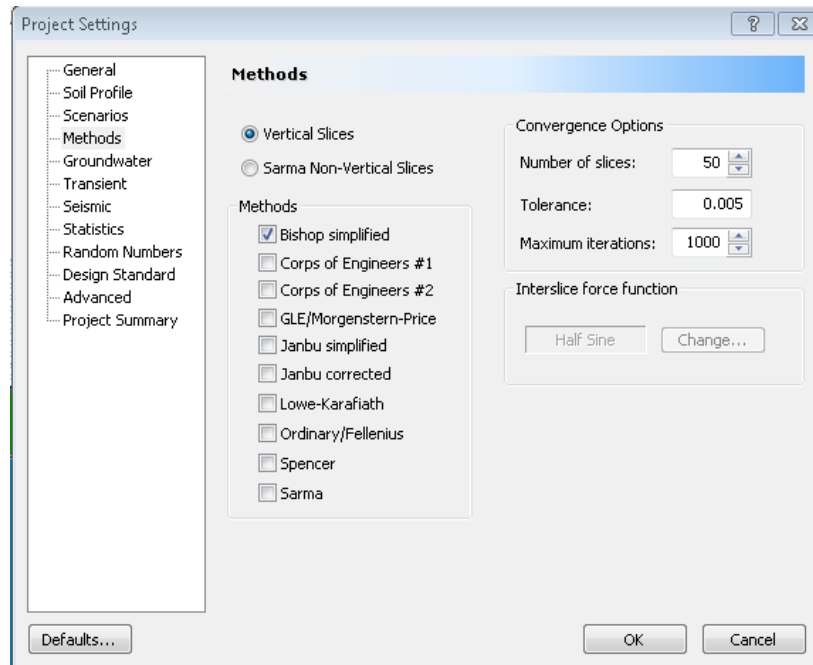 Project Settings
General
Soil Profile
Scenarios
Methods
Groundwater
Transient
Seismic
Statistics
Random Numbers
Design Standard
Advanced
Project Summary
Methods
Vertical Slices
Sarma Non-Vertical Slices
Methods
Bishop simplified
Corps of Engineers #1
Corps of Engineers #2
GLE/Morgenstern-Price
Janbu simplified
Janbu corrected
Lowe-Karafiath
Ordinary/Fellenius
Spencer
Sarma
Convergence Options
Number of slices: 50
Tolerance: 0.005
Maximum iterations: 1000
Interslice force function
Half Sine Change...
Defaults... OK Cancel